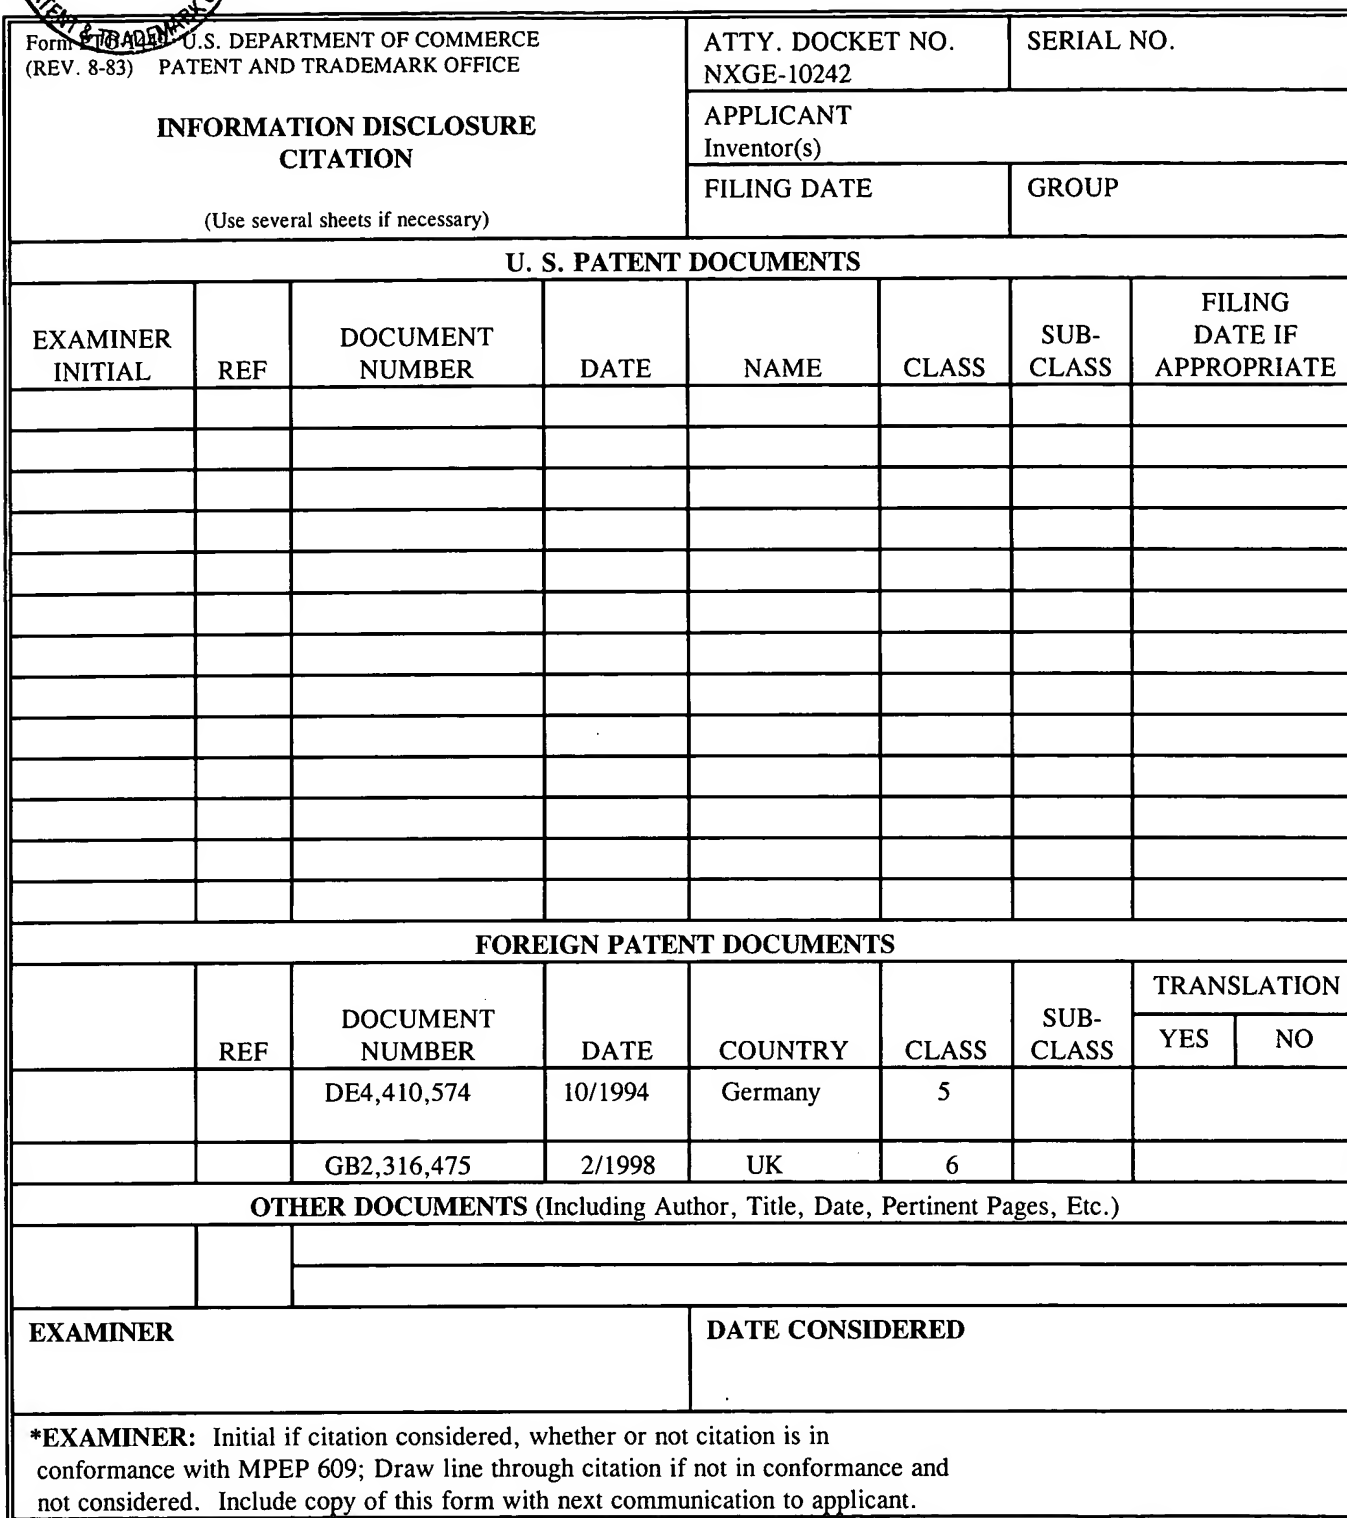 PATENT & TRADEMARK
Form PTO-1449 U.S. DEPARTMENT OF COMMERCE
(REV. 8-83) PATENT AND TRADEMARK OFFICE
INFORMATION DISCLOSURE
CITATION
(Use several sheets if necessary)
ATTY. DOCKET NO.
NXGE-10242
SERIAL NO.
APPLICANT
Inventor(s)
FILING DATE
GROUP
U. S. PATENT DOCUMENTS
EXAMINER
INITIAL
REF
DOCUMENT
NUMBER
DATE
NAME
CLASS
SUB-
CLASS
FILING
DATE IF
APPROPRIATE
FOREIGN PATENT DOCUMENTS
REF
DOCUMENT
NUMBER
DATE
COUNTRY
CLASS
SUB-
CLASS
TRANSLATION
YES
NO
DE4,410,574 10/1994 Germany 5
GB2,316,475 2/1998 UK 6
OTHER DOCUMENTS (Including Author, Title, Date, Pertinent Pages, Etc.)
EXAMINER
DATE CONSIDERED
*EXAMINER: Initial if citation considered, whether or not citation is in
conformance with MPEP 609; Draw line through citation if not in conformance and
not considered. Include copy of this form with next communication to applicant.